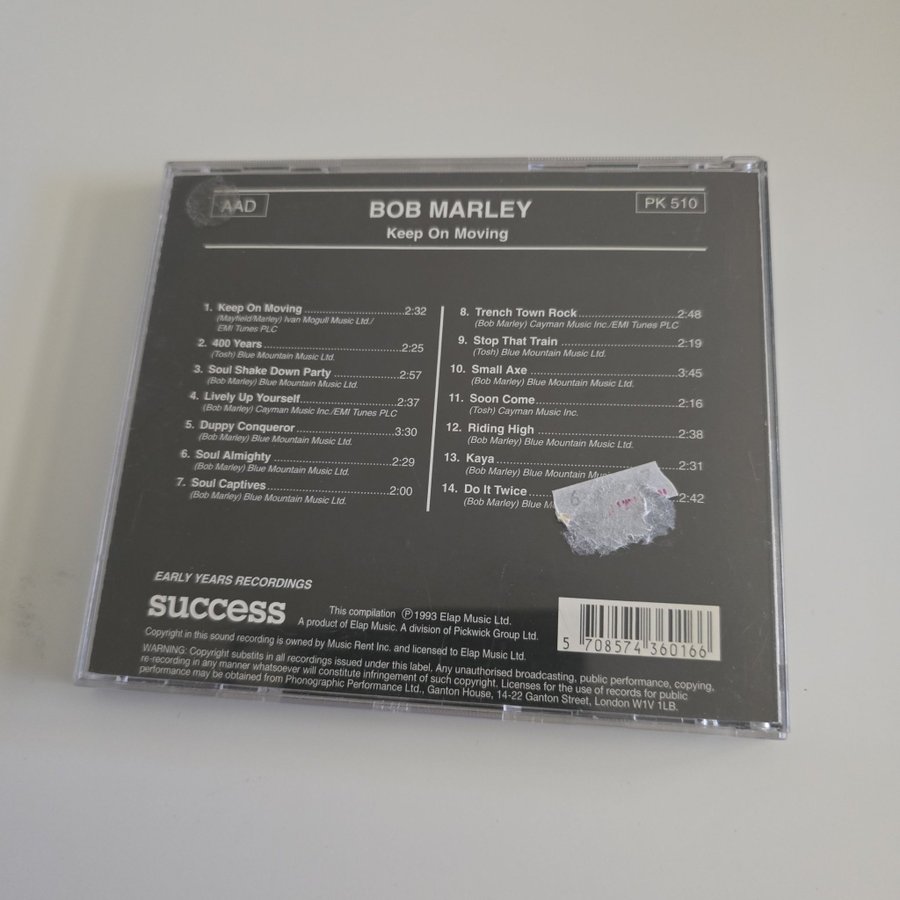 AAD
BOB MARLEY
PK 510
Keep On Moving
1. Keep On Moving 2:32
(Mayfield/Marley) Ivan Mogull Music Ltd./
EMI Tunes PLC
2. 400 Years 2:25
(Tosh) Blue Mountain Music Ltd.
3. Soul Shake Down Party 2:57
(Bob Marley) Blue Mountain Music Ltd.
4. Lively Up Yourself 2:37
(Bob Marley) Cayman Music Inc./EMI Tunes PLC
5. Duppy Conqueror 3:30
(Bob Marley) Blue Mountain Music Ltd.
6. Soul Almighty 2:29
(Bob Marley) Blue Mountain Music Ltd.
7. Soul Captives 2:00
(Bob Marley) Blue Mountain Music Ltd.
8. Trench Town Rock 2:48
(Bob Marley) Cayman Music Inc./EMI Tunes PLC
9. Stop That Train 2:19
(Tosh) Blue Mountain Music Ltd.
10. Small Axe 3:45
(Bob Marley) Blue Mountain Music Ltd.
11. Soon Come 2:16
(Tosh) Cayman Music Inc.
12. Riding High 2:38
(Bob Marley) Blue Mountain Music Ltd.
13. Kaya 2:31
(Bob Marley) Blue Mountain
14. Do It Twice 2:42
(Bob Marley) Blue
EARLY YEARS RECORDINGS
success
This compilation ℗1993 Elap Music Ltd.
A product of Elap Music. A division of Pickwick Group Ltd.
Copyright in this sound recording is owned by Music Rent Inc. and licensed to Elap Music Ltd.
WARNING: Copyright substits in all recordings issued under this label. Any unauthorised broadcasting, public performance, copying,
re-recording in any manner whatsoever will constitute infringement of such copyright. Licenses for the use of records for public
performance may be obtained from Phonographic Performance Ltd., Ganton House, 14-22 Ganton Street, London W1V 1LB.
5 708574 360166